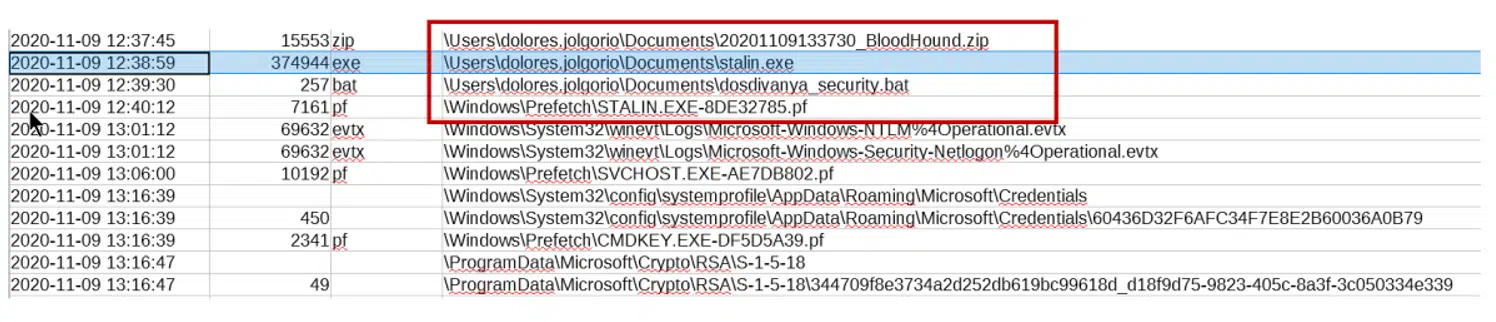 2020-11-09 12:37:45 15553 zip \Users\dolores.jolgorio\Documents\20201109133730_BloodHound.zip
2020-11-09 12:38:59 374944 exe \Users\dolores.jolgorio\Documents\stalin.exe
2020-11-09 12:39:30 257 bat \Users\dolores.jolgorio\Documents\dosdivanya_security.bat
2020-11-09 12:40:12 7161 pf \Windows\Prefetch\STALIN.EXE-8DE32785.pf
2020-11-09 13:01:12 69632 evtx \Windows\System32\winevt\Logs\Microsoft-Windows-NTLM%4Operational.evtx
2020-11-09 13:01:12 69632 evtx \Windows\System32\winevt\Logs\Microsoft-Windows-Security-Netlogon%4Operational.evtx
2020-11-09 13:06:00 10192 pf \Windows\Prefetch\SVCHOST.EXE-AE7DB802.pf
2020-11-09 13:16:39 \Windows\System32\config\systemprofile\AppData\Roaming\Microsoft\Credentials
2020-11-09 13:16:39 450 \Windows\System32\config\systemprofile\AppData\Roaming\Microsoft\Credentials\60436D32F6AFC34F7E8E2B60036A0B79
2020-11-09 13:16:39 2341 pf \Windows\Prefetch\CMDKEY.EXE-DF5D5A39.pf
2020-11-09 13:16:47 \ProgramData\Microsoft\Crypto\RSA\S-1-5-18
2020-11-09 13:16:47 49 \ProgramData\Microsoft\Crypto\RSA\S-1-5-18\344709f8e3734a2d252db619bc99618d_d18f9d75-9823-405c-8a3f-3c050334e339